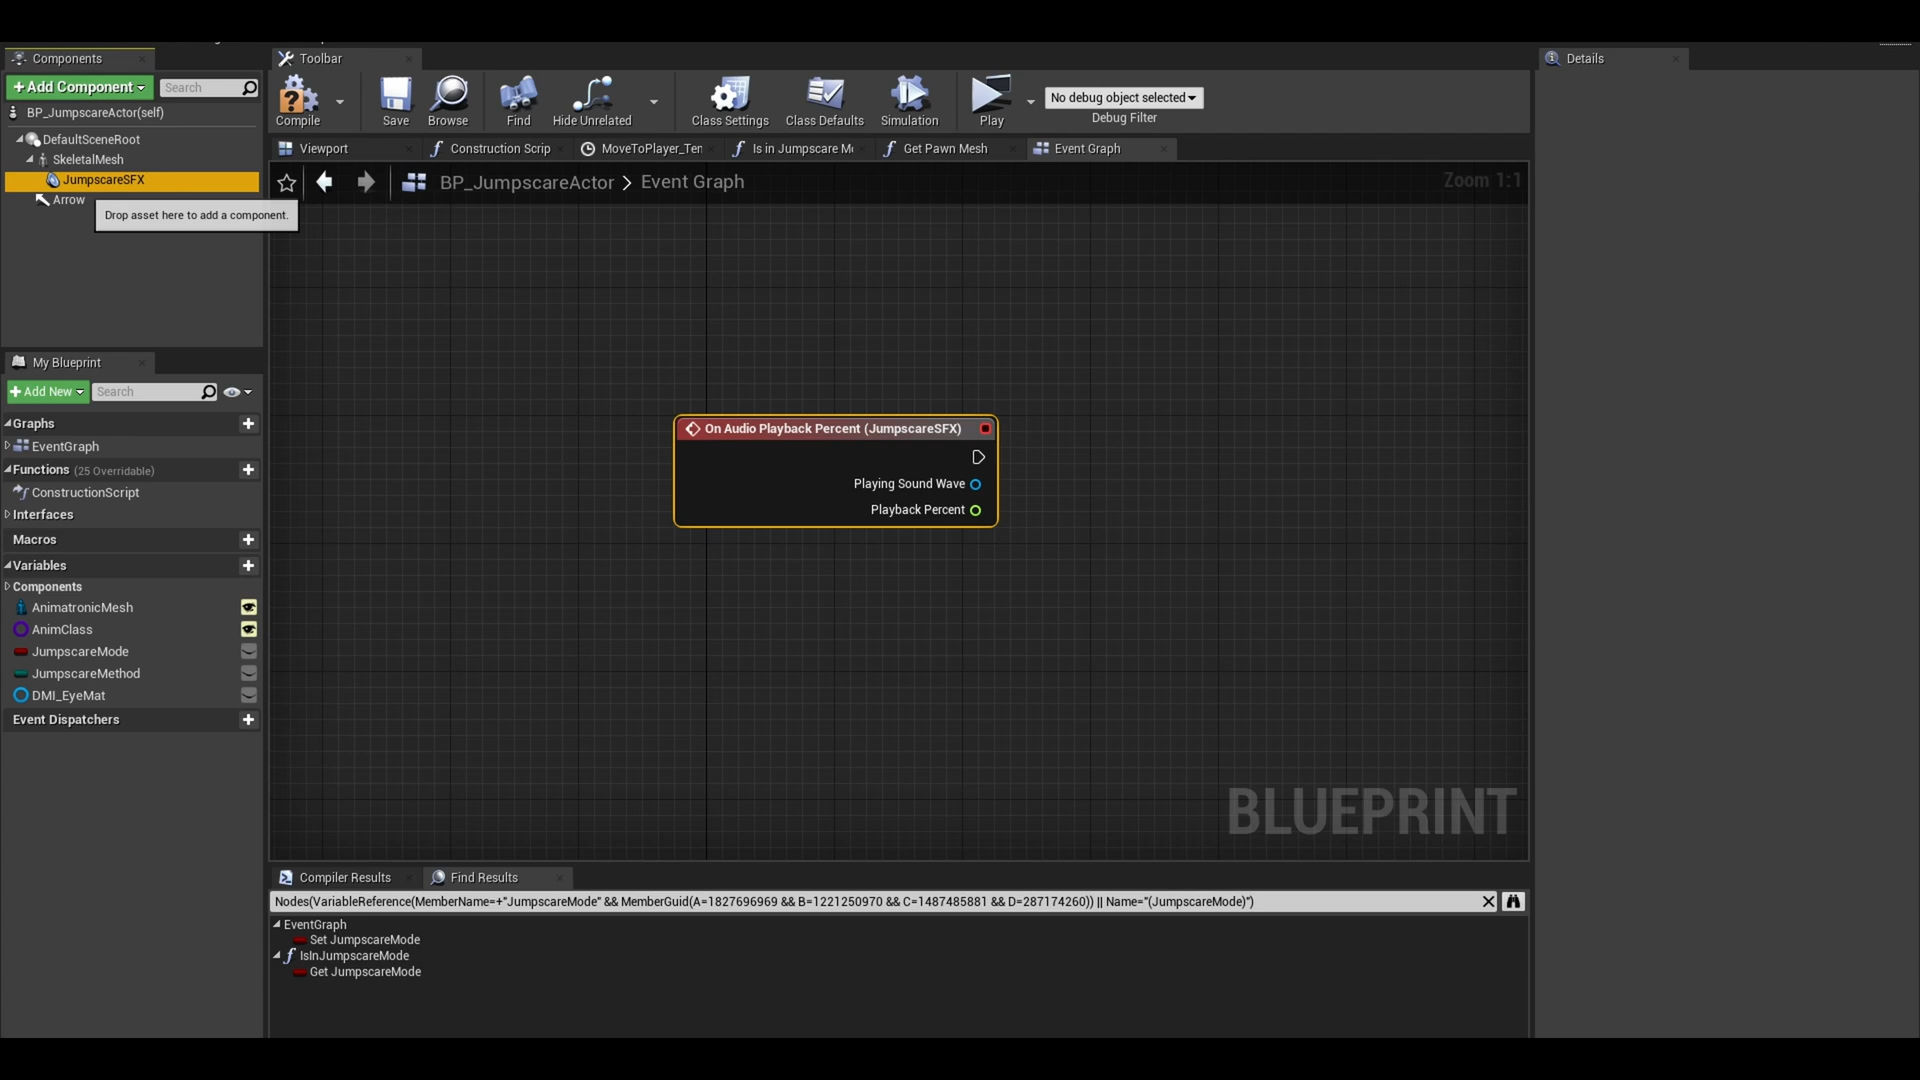 Components
Toolbar
Details
Add Component
Search
BP_JumpscareActor(self)
DefaultSceneRoot
SkeletalMesh
JumpscareSFX
Arrow
Drop asset here to add a component.
Compile
Save
Browse
Find
Hide Unrelated
Class Settings
Class Defaults
Simulation
Play
No debug object selected
Debug Filter
Viewport
Construction Scrip
MoveToPlayer_Ter
Is in Jumpscare M
Get Pawn Mesh
Event Graph
BP_JumpscareActor > Event Graph
Zoom 1:1
My Blueprint
Add New
Search
Graphs
EventGraph
Functions (25 Overridable)
ConstructionScript
Interfaces
Macros
Variables
Components
AnimatronicMesh
AnimClass
JumpscareMode
JumpscareMethod
DMI_EyeMat
Event Dispatchers
On Audio Playback Percent (JumpscareSFX)
Playing Sound Wave
Playback Percent
BLUEPRINT
Compiler Results
Find Results
Nodes(VariableReference(MemberName=+"JumpscareMode" && MemberGuid(A=1827696969 && B=1221250970 && C=1487485881 && D=287174260)) || Name="(JumpscareMode)")
EventGraph
Set JumpscareMode
IsInJumpscareMode
Get JumpscareMode